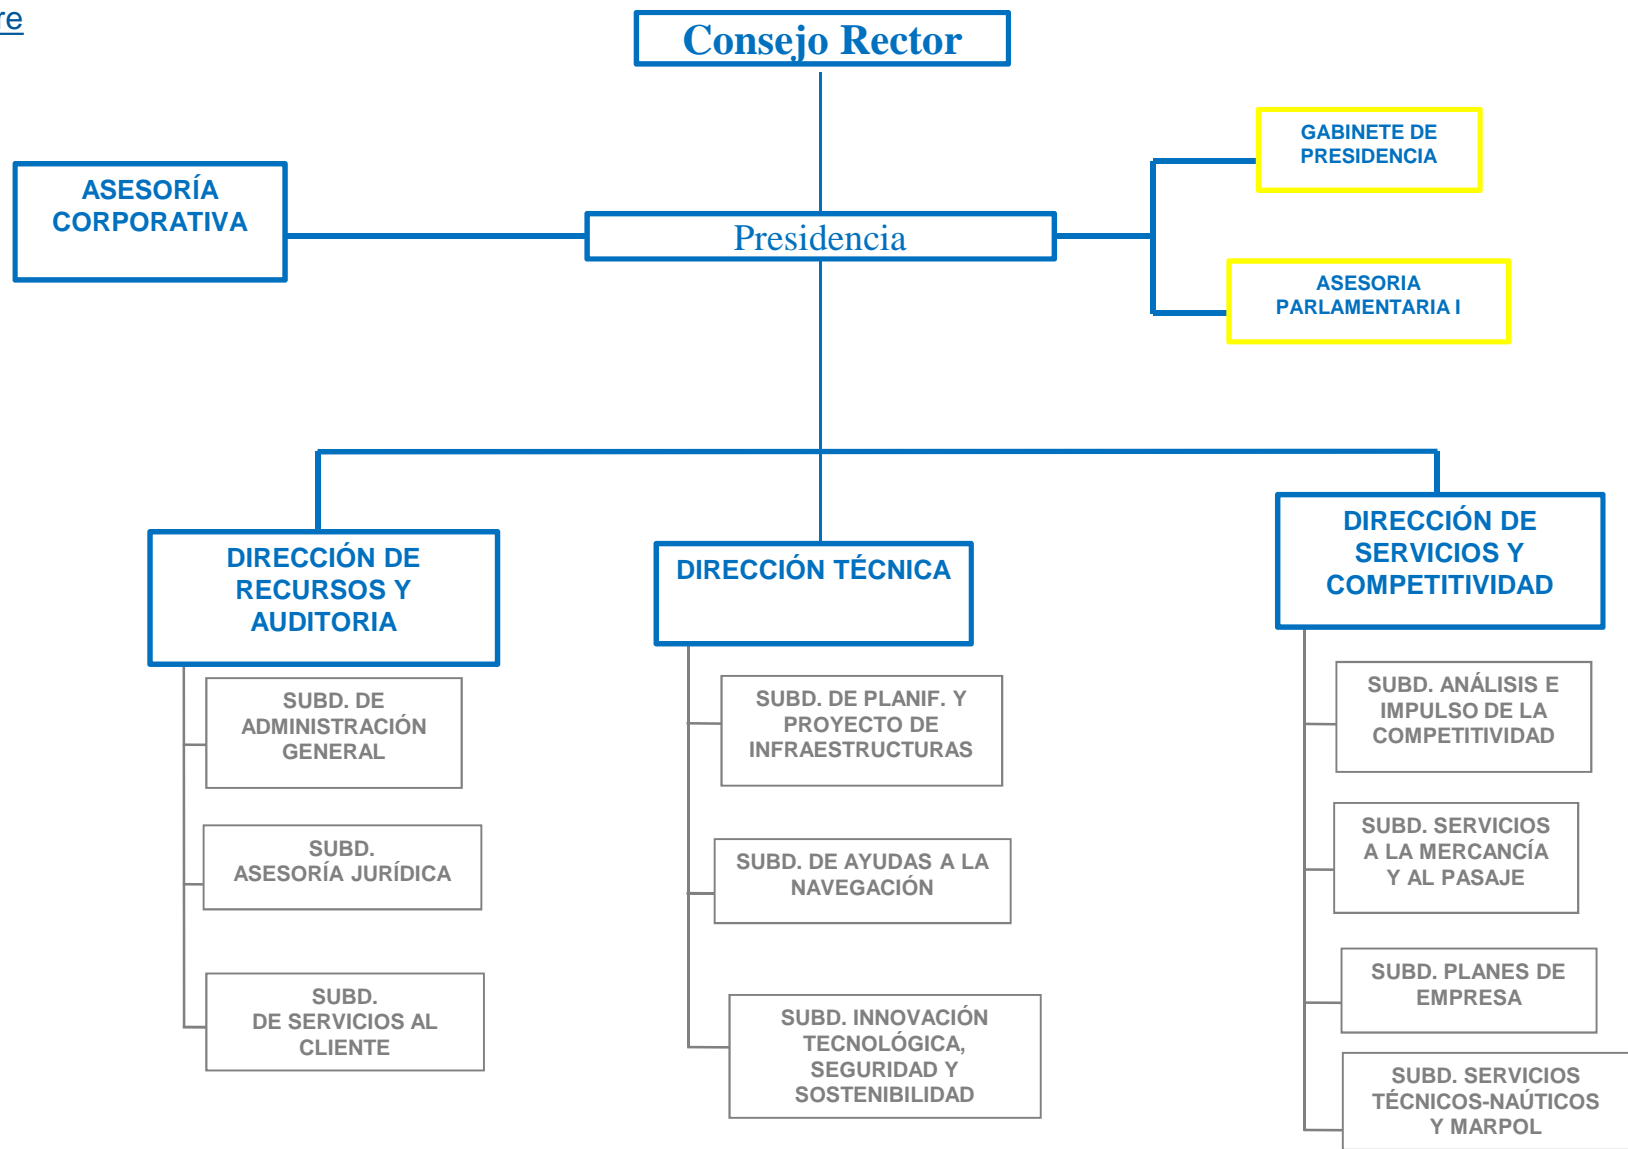 re
Consejo Rector
GABINETE DE
PRESIDENCIA
ASESORÍA
CORPORATIVA
Presidencia
ASESORIA
PARLAMENTARIA I
DIRECCIÓN DE
RECURSOS Y
AUDITORIA
DIRECCIÓN TÉCNICA
DIRECCIÓN DE
SERVICIOS Y
COMPETITIVIDAD
SUBD. DE
ADMINISTRACIÓN
GENERAL
SUBD.
ASESORÍA JURÍDICA
SUBD.
DE SERVICIOS AL
CLIENTE
SUBD. DE PLANIF. Y
PROYECTO DE
INFRAESTRUCTURAS
SUBD. DE AYUDAS A LA
NAVEGACIÓN
SUBD. INNOVACIÓN
TECNOLÓGICA,
SEGURIDAD Y
SOSTENIBILIDAD
SUBD. ANÁLISIS E
IMPULSO DE LA
COMPETITIVIDAD
SUBD. SERVICIOS
A LA MERCANCÍA
Y AL PASAJE
SUBD. PLANES DE
EMPRESA
SUBD. SERVICIOS
TÉCNICOS-NAÚTICOS
Y MARPOL